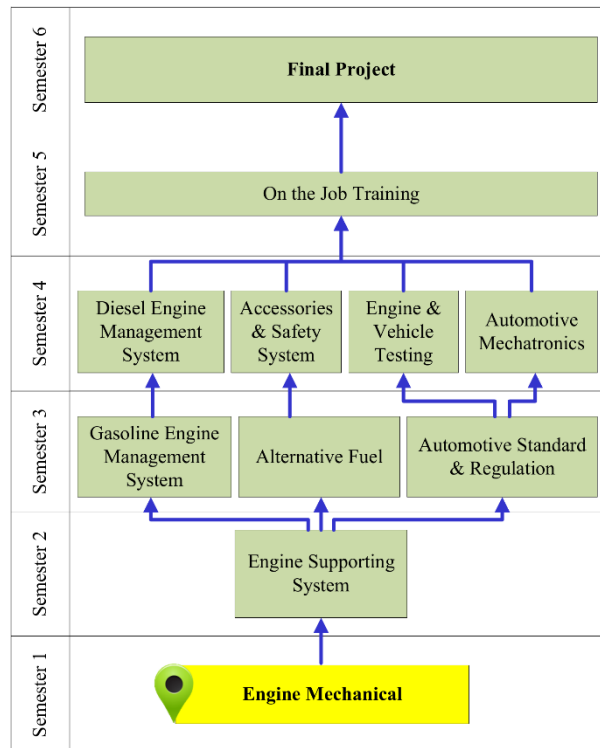 Semester 6
Final Project
Semester 5
On the Job Training
Semester 4
Diesel Engine
Management
System
Accessories
& Safety
System
Engine &
Vehicle
Testing
Automotive
Mechatronics
Semester 3
Gasoline Engine
Management
System
Alternative Fuel
Automotive Standard
& Regulation
Semester 2
Engine Supporting
System
Semester 1
Engine Mechanical